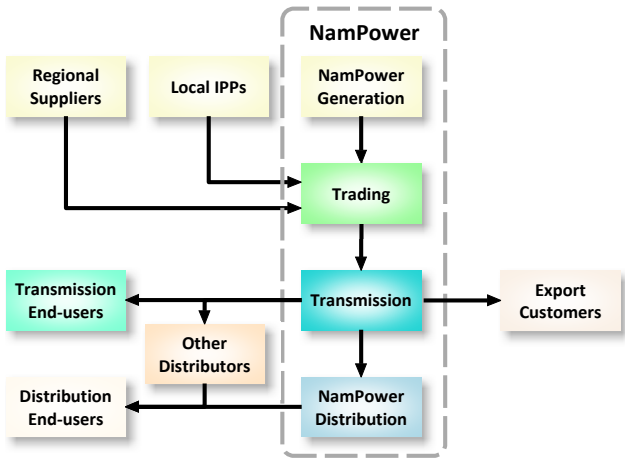 NamPower
Regional
Suppliers
Local IPPs
NamPower
Generation
Trading
Transmission
End-users
Transmission
Export
Customers
Other
Distributors
Distribution
End-users
NamPower
Distribution